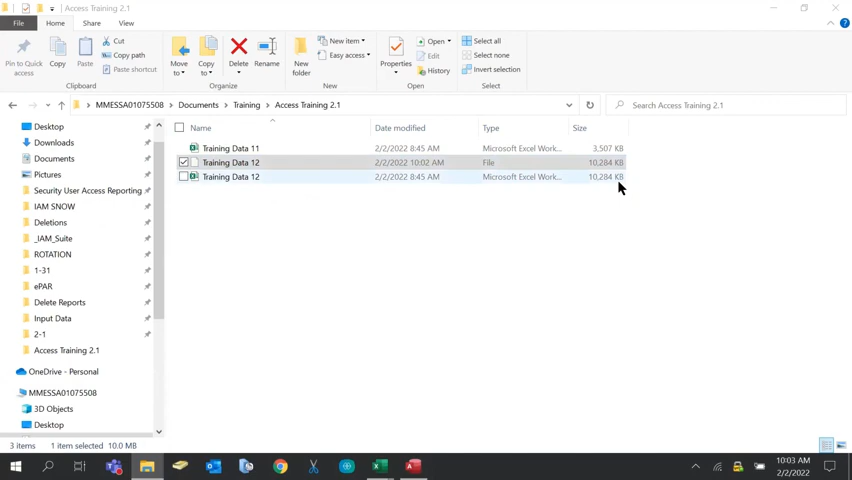 Access Training 2.1
File Home Share View
Pin to Quick access
Copy
Paste
Cut
Copy path
Paste shortcut
Move to
Copy to
Delete
Rename
New folder
New item
Easy access
Properties
Open
Edit
History
Select all
Select none
Invert selection
Clipboard Organize New Open Select
MMESSA01075508 > Documents > Training > Access Training 2.1
Search Access Training 2.1
Name Date modified Type Size
Training Data 11 2/2/2022 8:45 AM Microsoft Excel Work... 3,507 KB
Training Data 12 2/2/2022 10:02 AM File 10,284 KB
Training Data 12 2/2/2022 8:45 AM Microsoft Excel Work... 10,284 KB
Desktop
Downloads
Documents
Pictures
Security User Access Reporting
IAM SNOW
Deletions
_IAM_Suite
ROTATION
1-31
ePAR
Delete Reports
Input Data
2-1
Access Training 2.1
OneDrive - Personal
MMESSA01075508
3D Objects
Desktop
3 items 1 item selected 10.0 MB
10:03 AM
2/2/2022